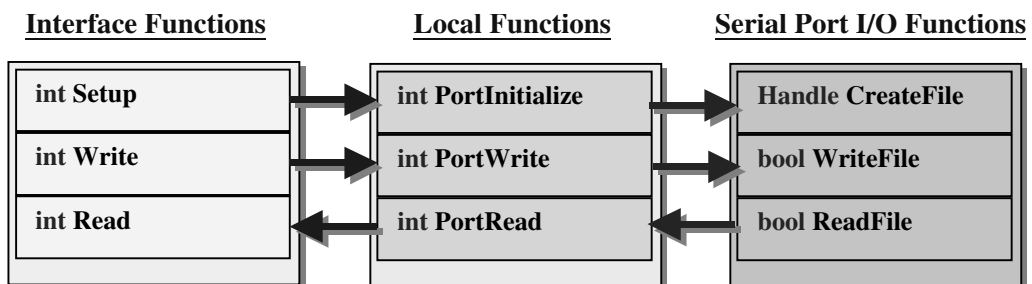 Interface Functions Local Functions Serial Port I/O Functions
int Setup int PortInitialize Handle CreateFile
int Write int PortWrite bool WriteFile
int Read int PortRead bool ReadFile